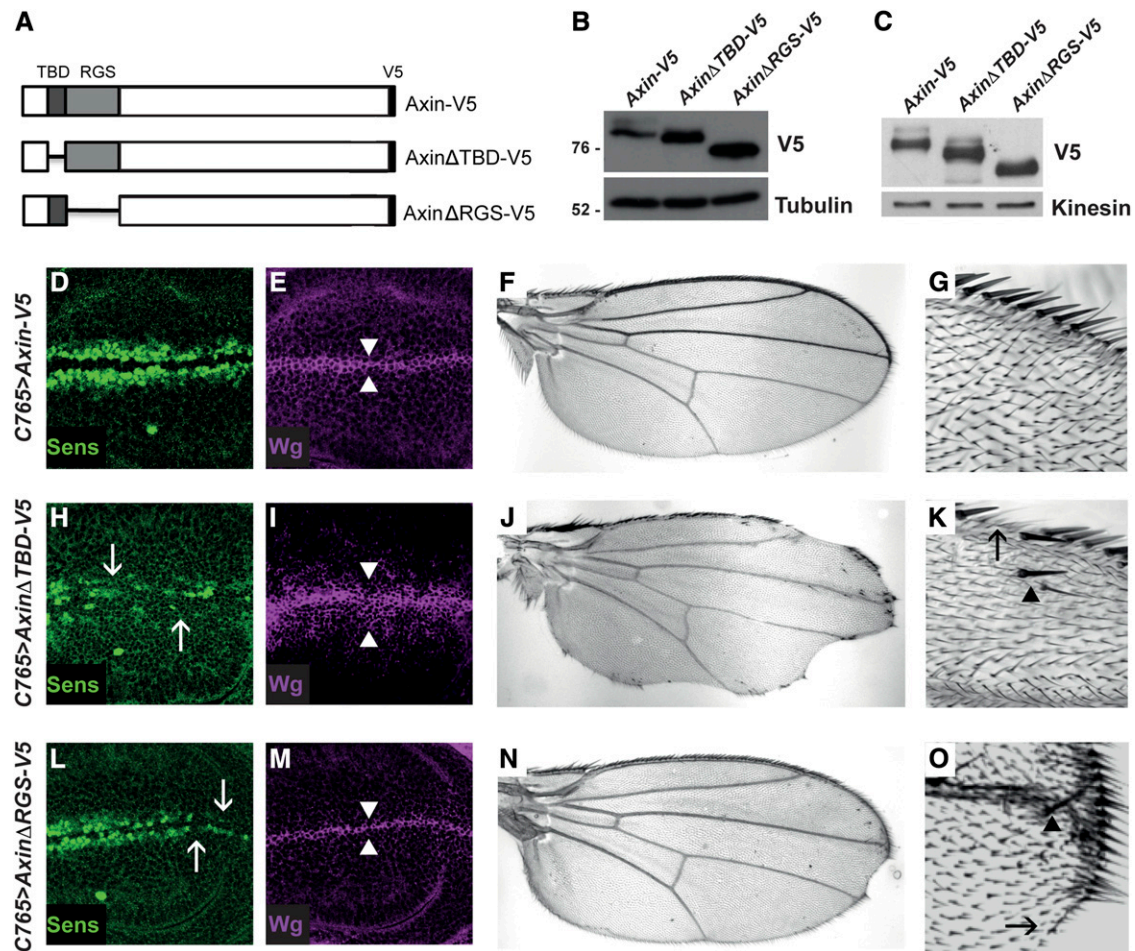 A
TBD RGS V5
Axin-V5
AxinΔTBD-V5
AxinΔRGS-V5
B
Axin-V5
AxinΔTBD-V5
AxinΔRGS-V5
76 -
V5
52 -
Tubulin
C
Axin-V5
AxinΔTBD-V5
AxinΔRGS-V5
V5
Kinesin
C765>Axin-V5
D
Sens
E
Wg
F
G
C765>AxinΔTBD-V5
H
Sens
I
Wg
J
K
C765>AxinΔRGS-V5
L
Sens
M
Wg
N
O